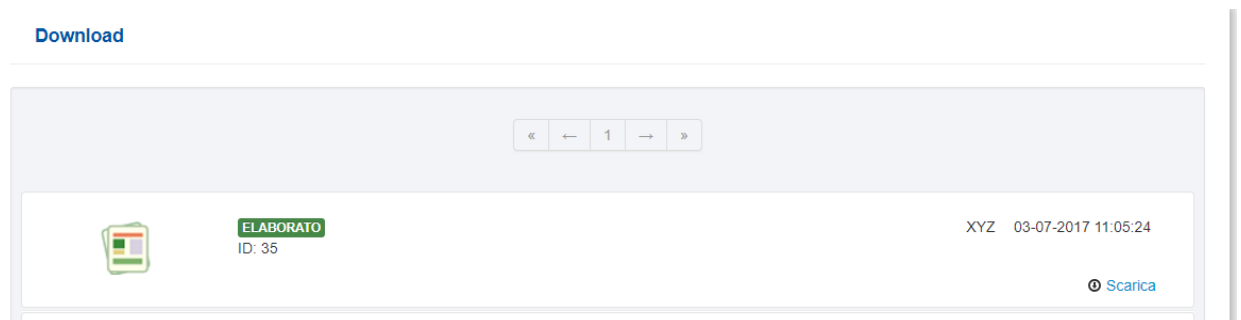 Download
« ← 1 → »
ELABORATO
XYZ 03-07-2017 11:05:24
ID: 35
Scarica